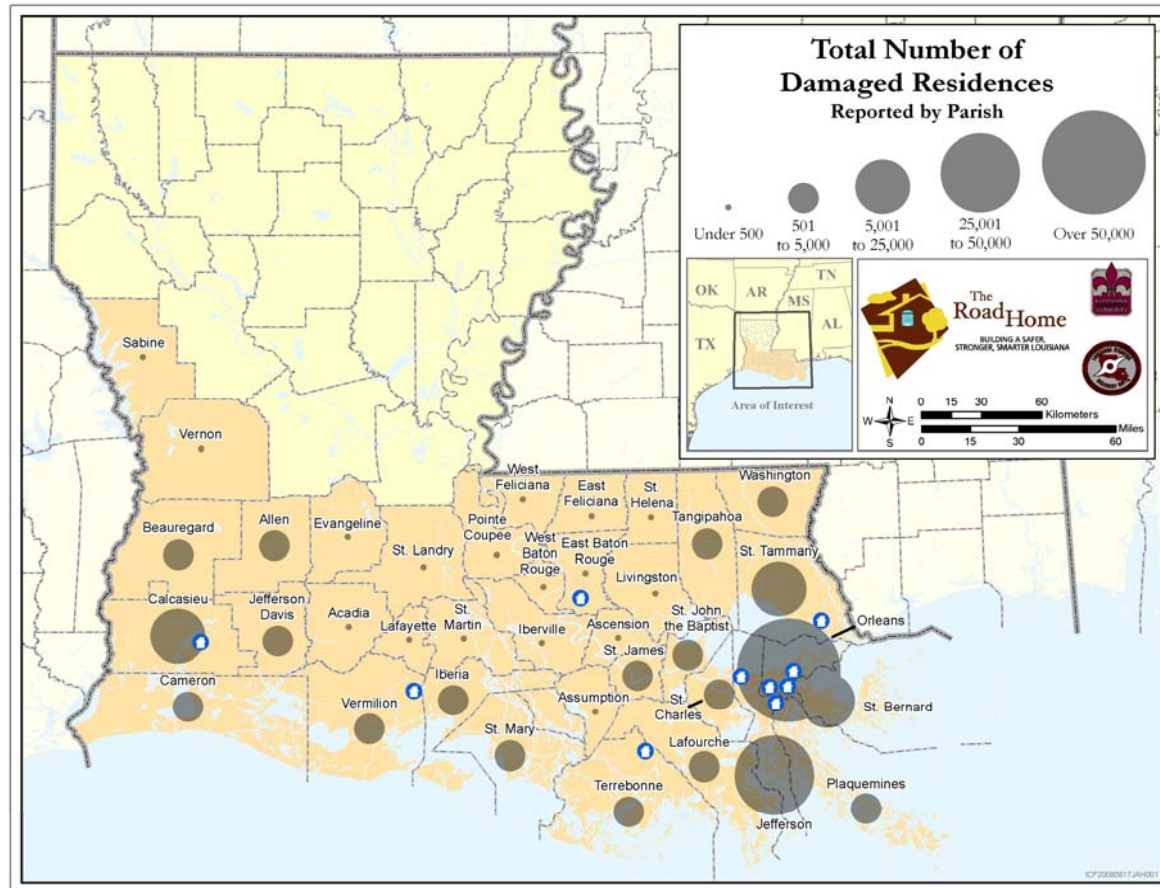 Total Number of
Damaged Residences
Reported by Parish
Under 500
501
to 5,000
5,001
to 25,000
25,001
to 50,000
Over 50,000
OK
AR
TN
MS
AL
TX
Area of Interest
The
Road Home
BUILDING A SAFER,
STRONGER, SMARTER LOUISIANA
N
W
E
S
0 15 30 60
Kilometers
Miles
0 15 30 60
Sabine
Vernon
West
Feliciana
East
Feliciana
St.
Helena
Washington
Beauregard
Allen
Evangeline
St. Landry
Pointe
Coupee
West
Baton
Rouge
East Baton
Rouge
Tangipahoa
St. Tammany
Livingston
Calcasieu
Jefferson
Davis
Acadia
Lafayette
St.
Martin
Iberville
Ascension
St. John
the Baptist
Orleans
St. James
Cameron
Vermilion
Iberia
Assumption
St.
Charles
St. Bernard
St. Mary
Lafourche
Terrebonne
Plaquemines
Jefferson
ICF20080617JAH001